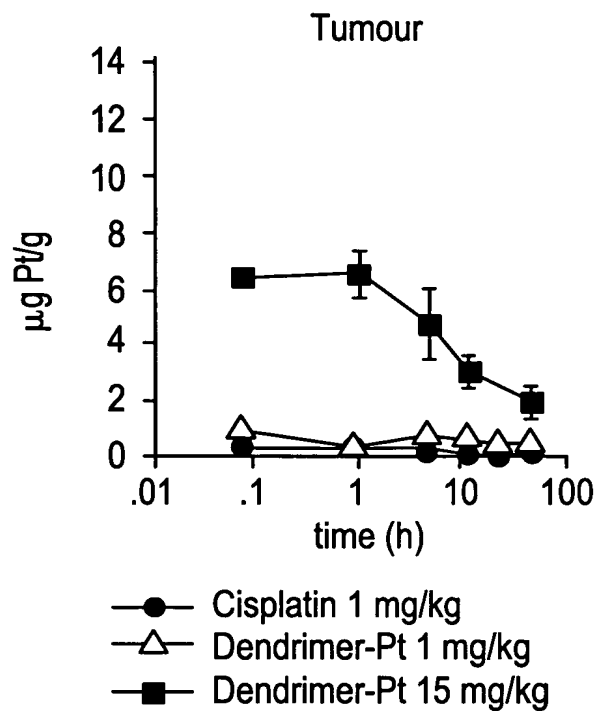 Tumour
14
12
10
8
6
4
2
0
µg Pt/g
.01 .1 1 10 100
time (h)
Cisplatin 1 mg/kg
Dendrimer-Pt 1 mg/kg
Dendrimer-Pt 15 mg/kg